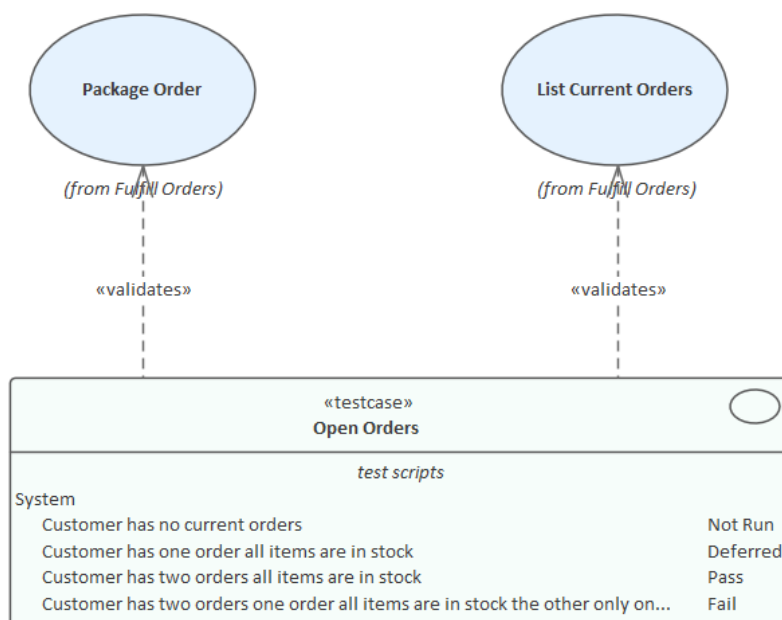 Package Order
List Current Orders
(from Fulfill Orders)
(from Fulfill Orders)
«validates»
«validates»
«testcase»
Open Orders
test scripts
System
Customer has no current orders Not Run
Customer has one order all items are in stock Deferred
Customer has two orders all items are in stock Pass
Customer has two orders one order all items are in stock the other only on... Fail